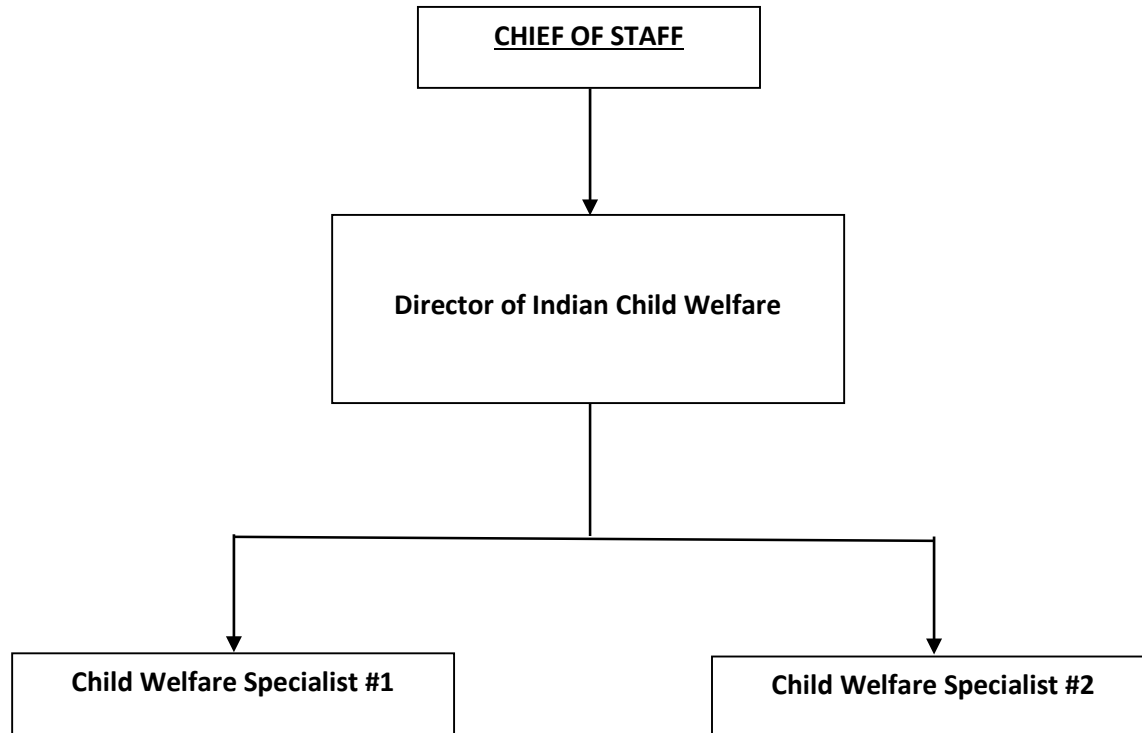 CHIEF OF STAFF
Director of Indian Child Welfare
Child Welfare Specialist #1
Child Welfare Specialist #2